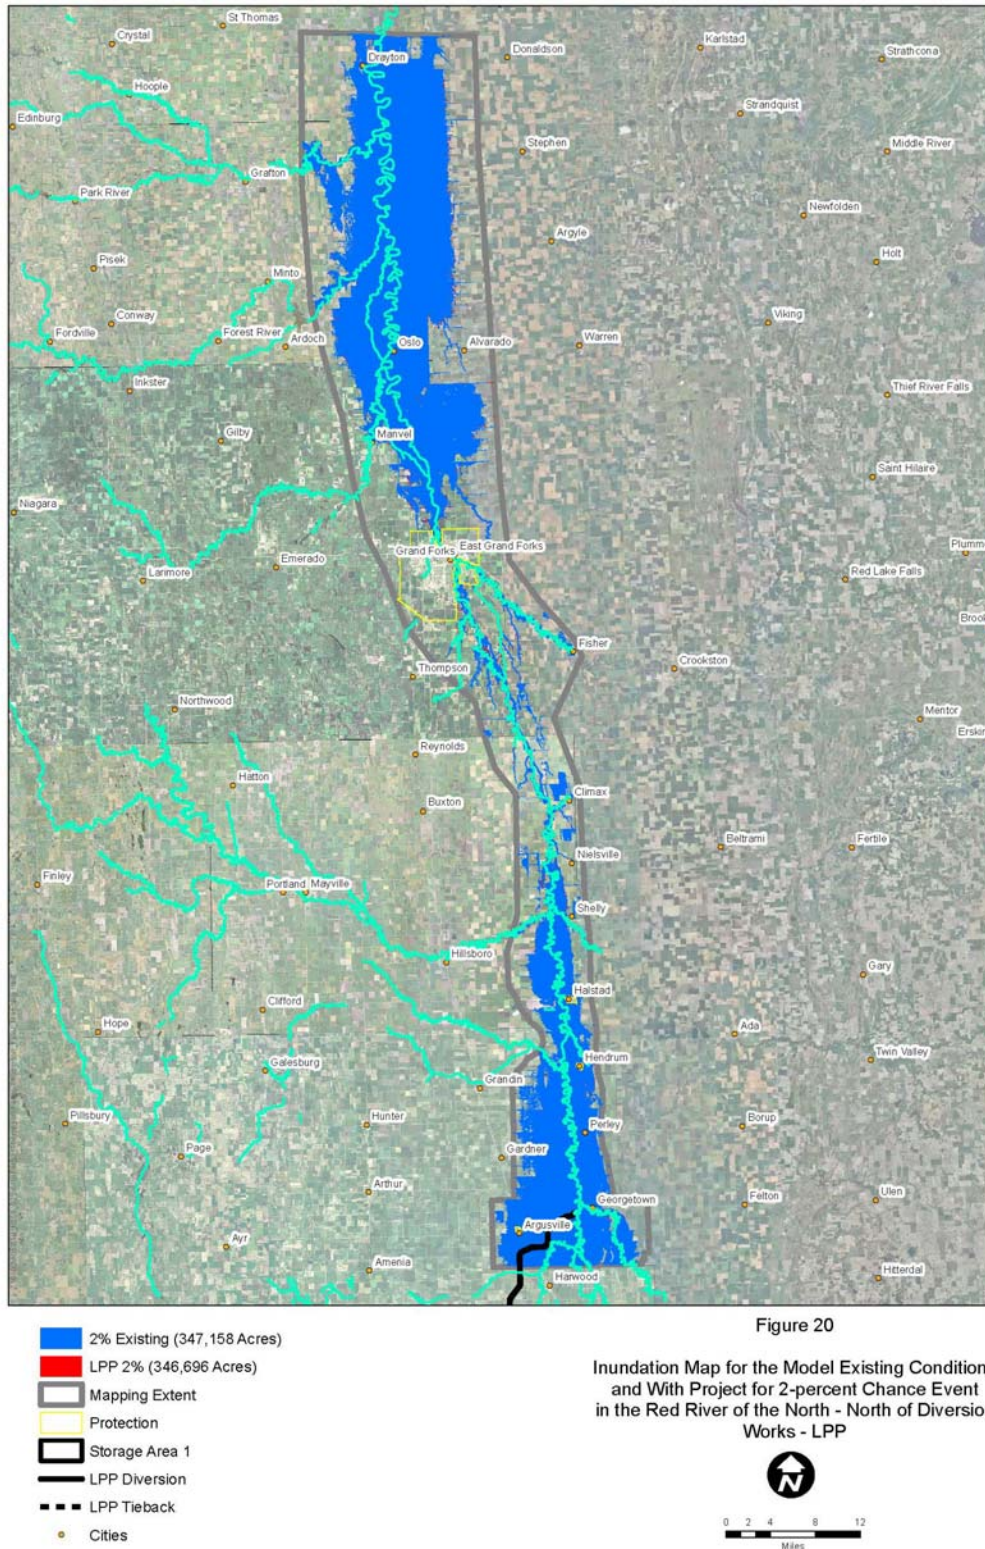 St Thomas
Crystal
Donaldson
Karlstad
Strathcona
Drayton
Hoople
Strandquist
Edinburg
Stephen
Middle River
Grafton
Park River
Newfolden
Argyle
Pisek
Holt
Minto
Conway
Viking
Fordville
Forest River
Ardoch
Oslo
Alvarado
Warren
Inkster
Thief River Falls
Manvel
Gilby
Saint Hilaire
Niagara
Grand Forks
East Grand Forks
Plumme
Larimore
Emerado
Red Lake Falls
Brook
Fisher
Thompson
Crookston
Northwood
Mentor
Erskin
Reynolds
Hatton
Climax
Buxton
Beltrami
Fertile
Nielsville
Finley
Portland
Mayville
Shelly
Hillsboro
Gary
Clifford
Halstad
Hope
Ada
Galesburg
Hendrum
Twin Valley
Grandin
Pillsbury
Hunter
Perley
Borup
Page
Gardner
Arthur
Georgetown
Felton
Ulen
Argusville
Ayr
Amenia
Harwood
Hitterdal
2% Existing (347,158 Acres)
LPP 2% (346,696 Acres)
Mapping Extent
Protection
Storage Area 1
LPP Diversion
LPP Tieback
Cities
Figure 20
Inundation Map for the Model Existing Condition
and With Project for 2-percent Chance Event
in the Red River of the North - North of Diversio
Works - LPP
N
0 2 4 8 12
Miles